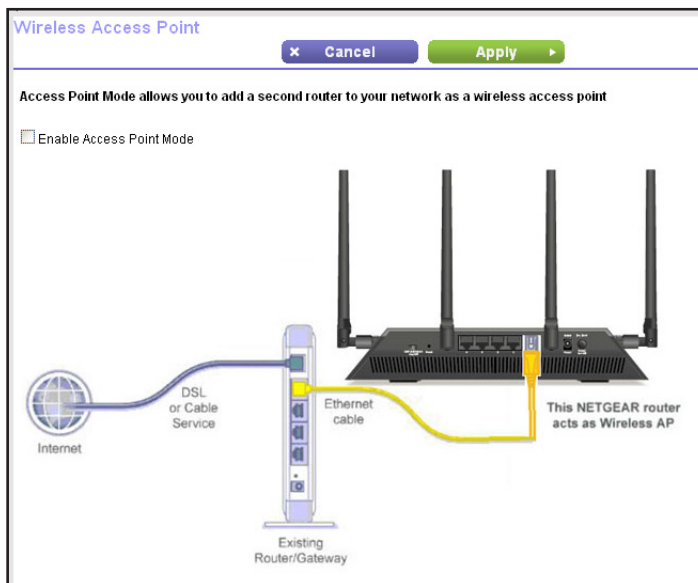 Wireless Access Point
Cancel
Apply
Access Point Mode allows you to add a second router to your network as a wireless access point
Enable Access Point Mode
DSL
or Cable
Service
Internet
Ethernet
cable
This NETGEAR router
acts as Wireless AP
Existing
Router/Gateway